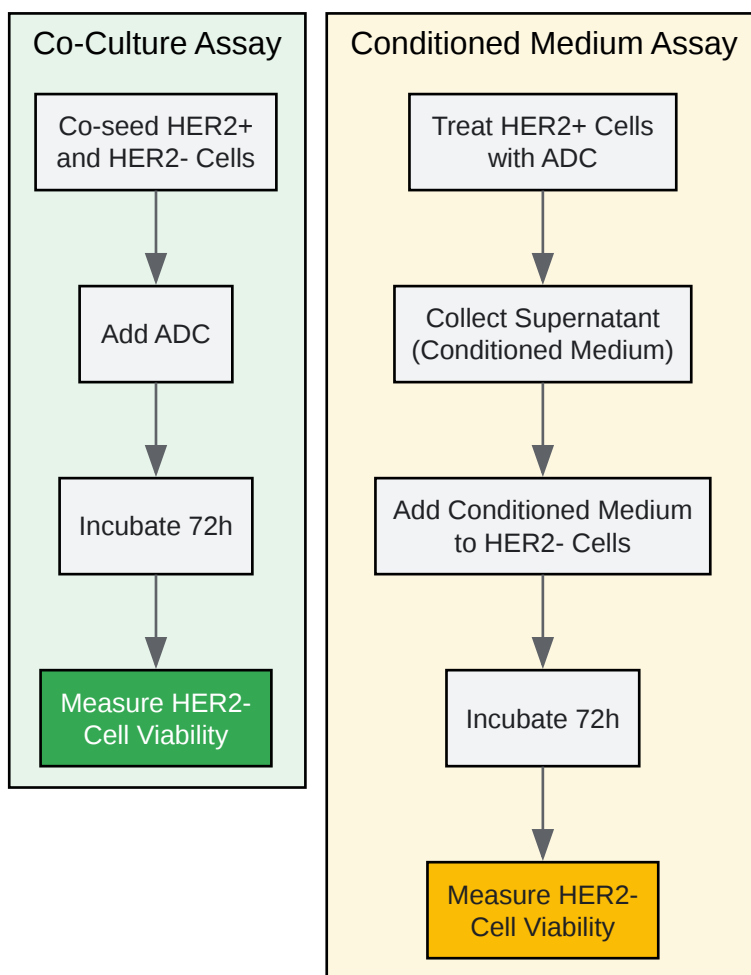 Co-Culture Assay
Co-seed HER2+
and HER2- Cells
Add ADC
Incubate 72h
Measure HER2-
Cell Viability
Conditioned Medium Assay
Treat HER2+ Cells
with ADC
Collect Supernatant
(Conditioned Medium)
Add Conditioned Medium
to HER2- Cells
Incubate 72h
Measure HER2-
Cell Viability